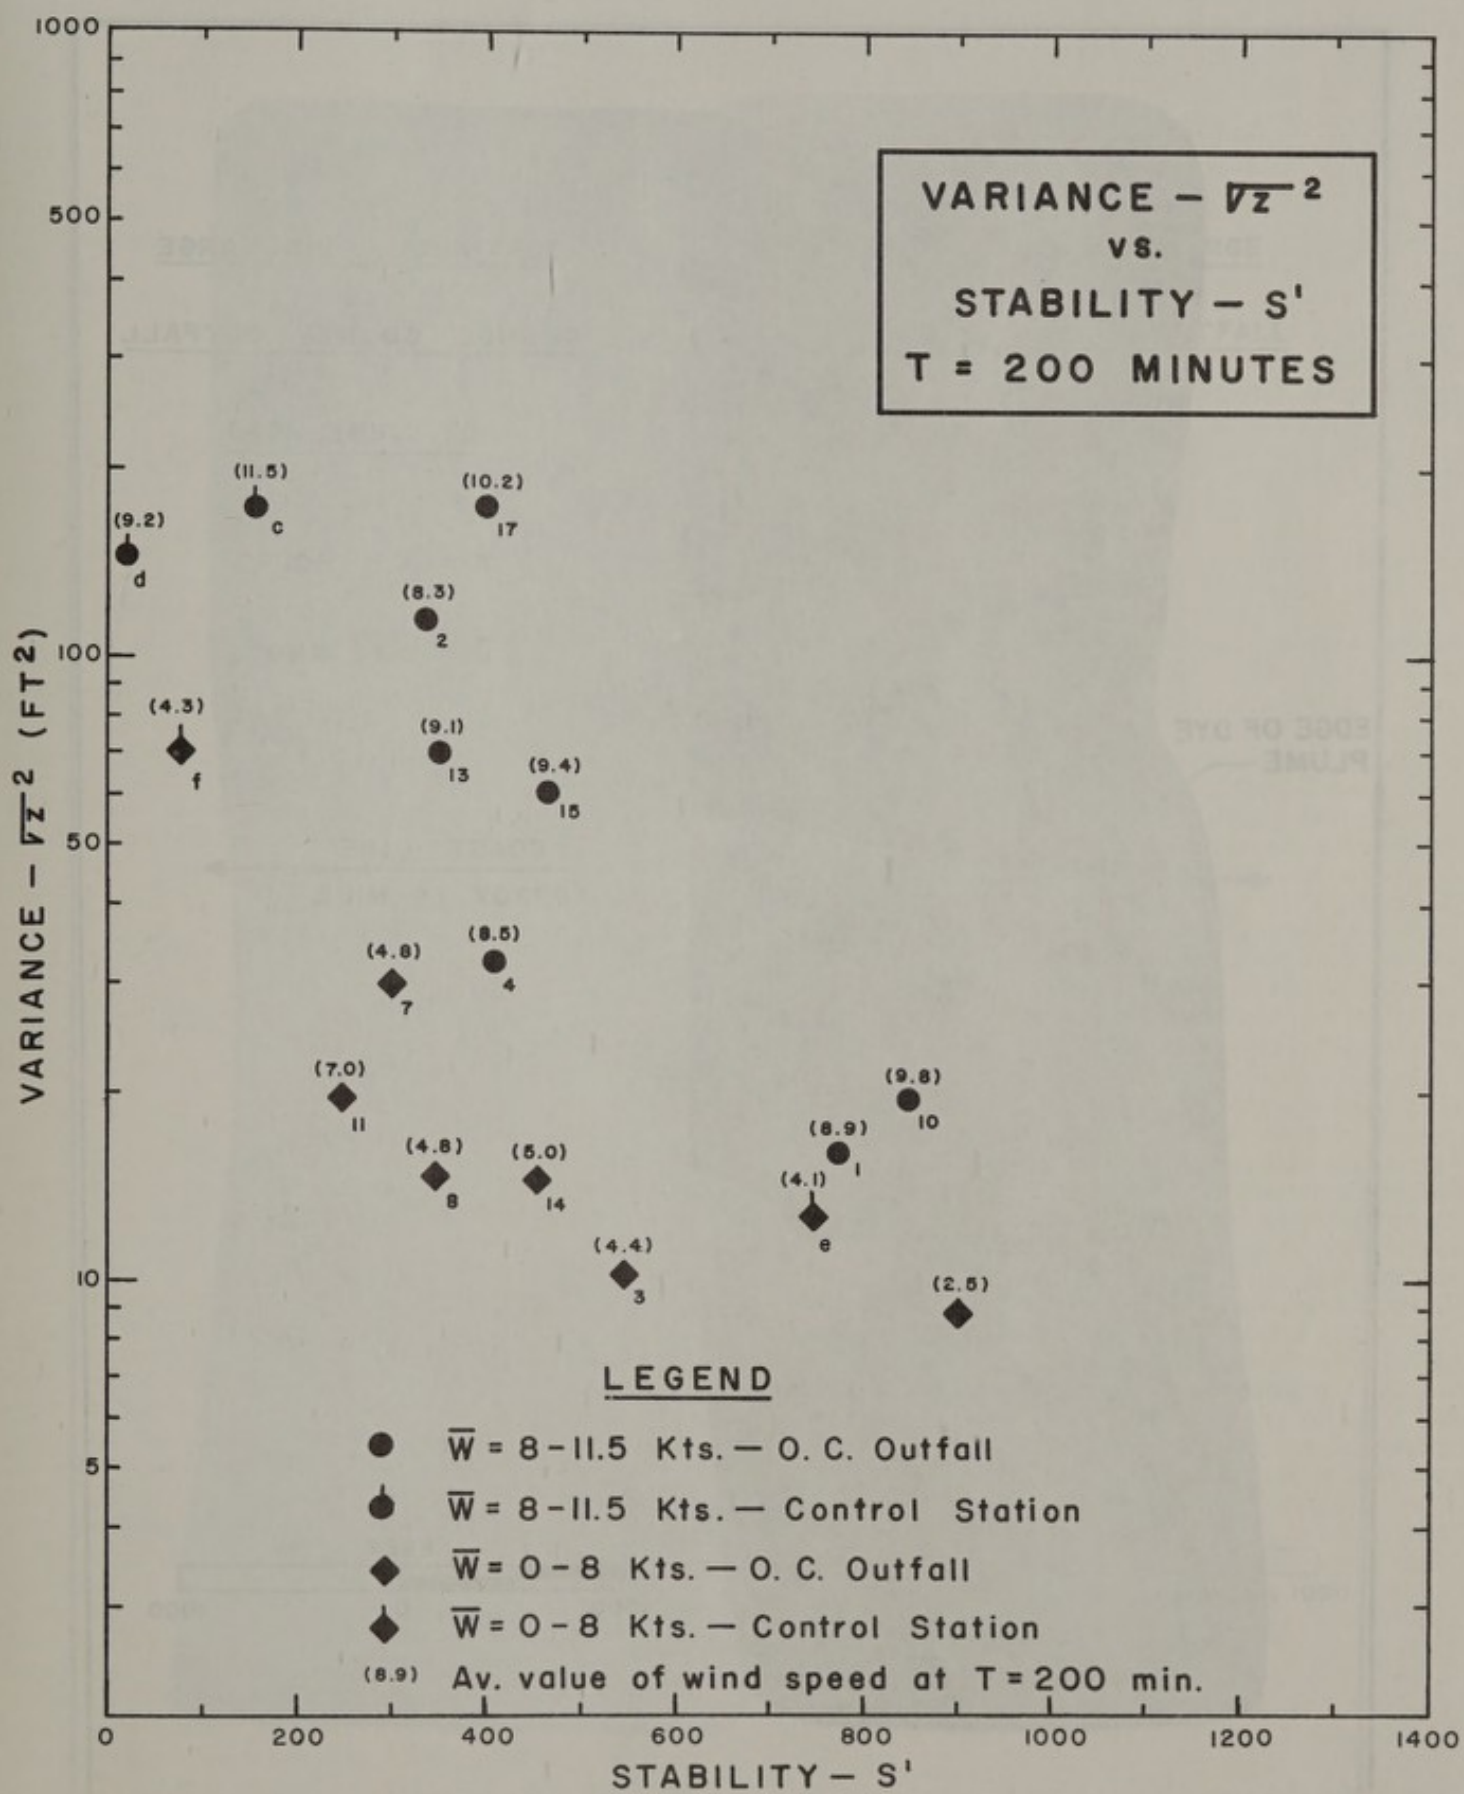 1000
500
100
50
10
5
VARIANCE – σz² (FT²)
VARIANCE – σz²
VS.
STABILITY – S'
T = 200 MINUTES
(11.5)
c
(10.2)
17
(9.2)
d
(8.3)
2
(4.3)
f
(9.1)
13
(9.4)
15
(8.5)
4
(4.8)
7
(7.0)
11
(9.8)
10
(8.9)
1
(4.8)
8
(5.0)
14
(4.1)
e
(4.4)
3
(2.5)
LEGEND
W̅ = 8-11.5 Kts. – O. C. Outfall
W̅ = 8-11.5 Kts. – Control Station
W̅ = 0-8 Kts. – O. C. Outfall
W̅ = 0-8 Kts. – Control Station
(8.9) Av. value of wind speed at T = 200 min.
0 200 400 600 800 1000 1200 1400
STABILITY – S'
EDGE OF DYE
PLUME